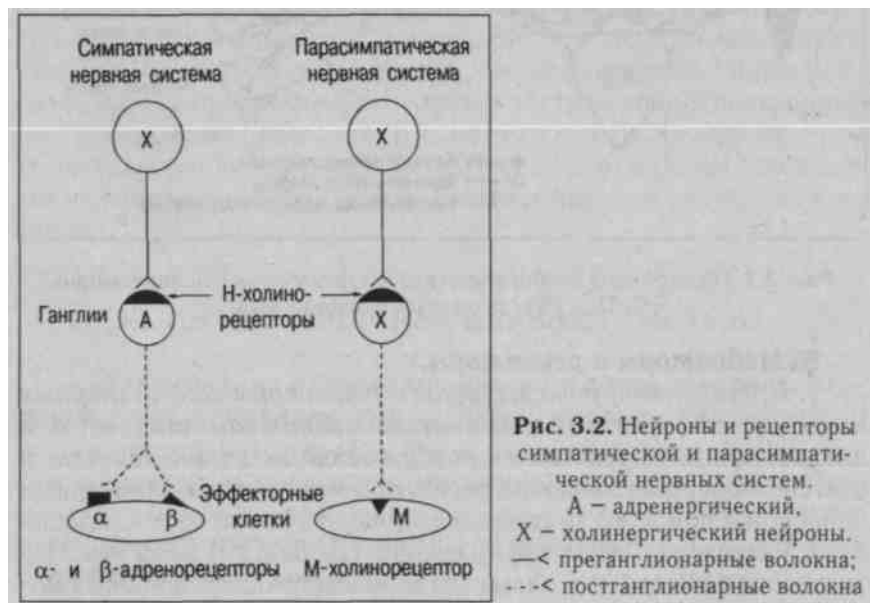 Симпатическая
нервная система
Парасимпатическая
нервная система
X
X
Н-холино-
рецепторы
Ганглии
А
X
Эффекторные
клетки
α
β
М
α- и β-адренорецепторы
М-холинорецептор
Рис. 3.2. Нейроны и рецепторы
симпатической и парасимпати-
ческой нервных систем.
А – адренергический,
X – холинергический нейроны.
—< преганглионарные волокна;
---< постганглионарные волокна